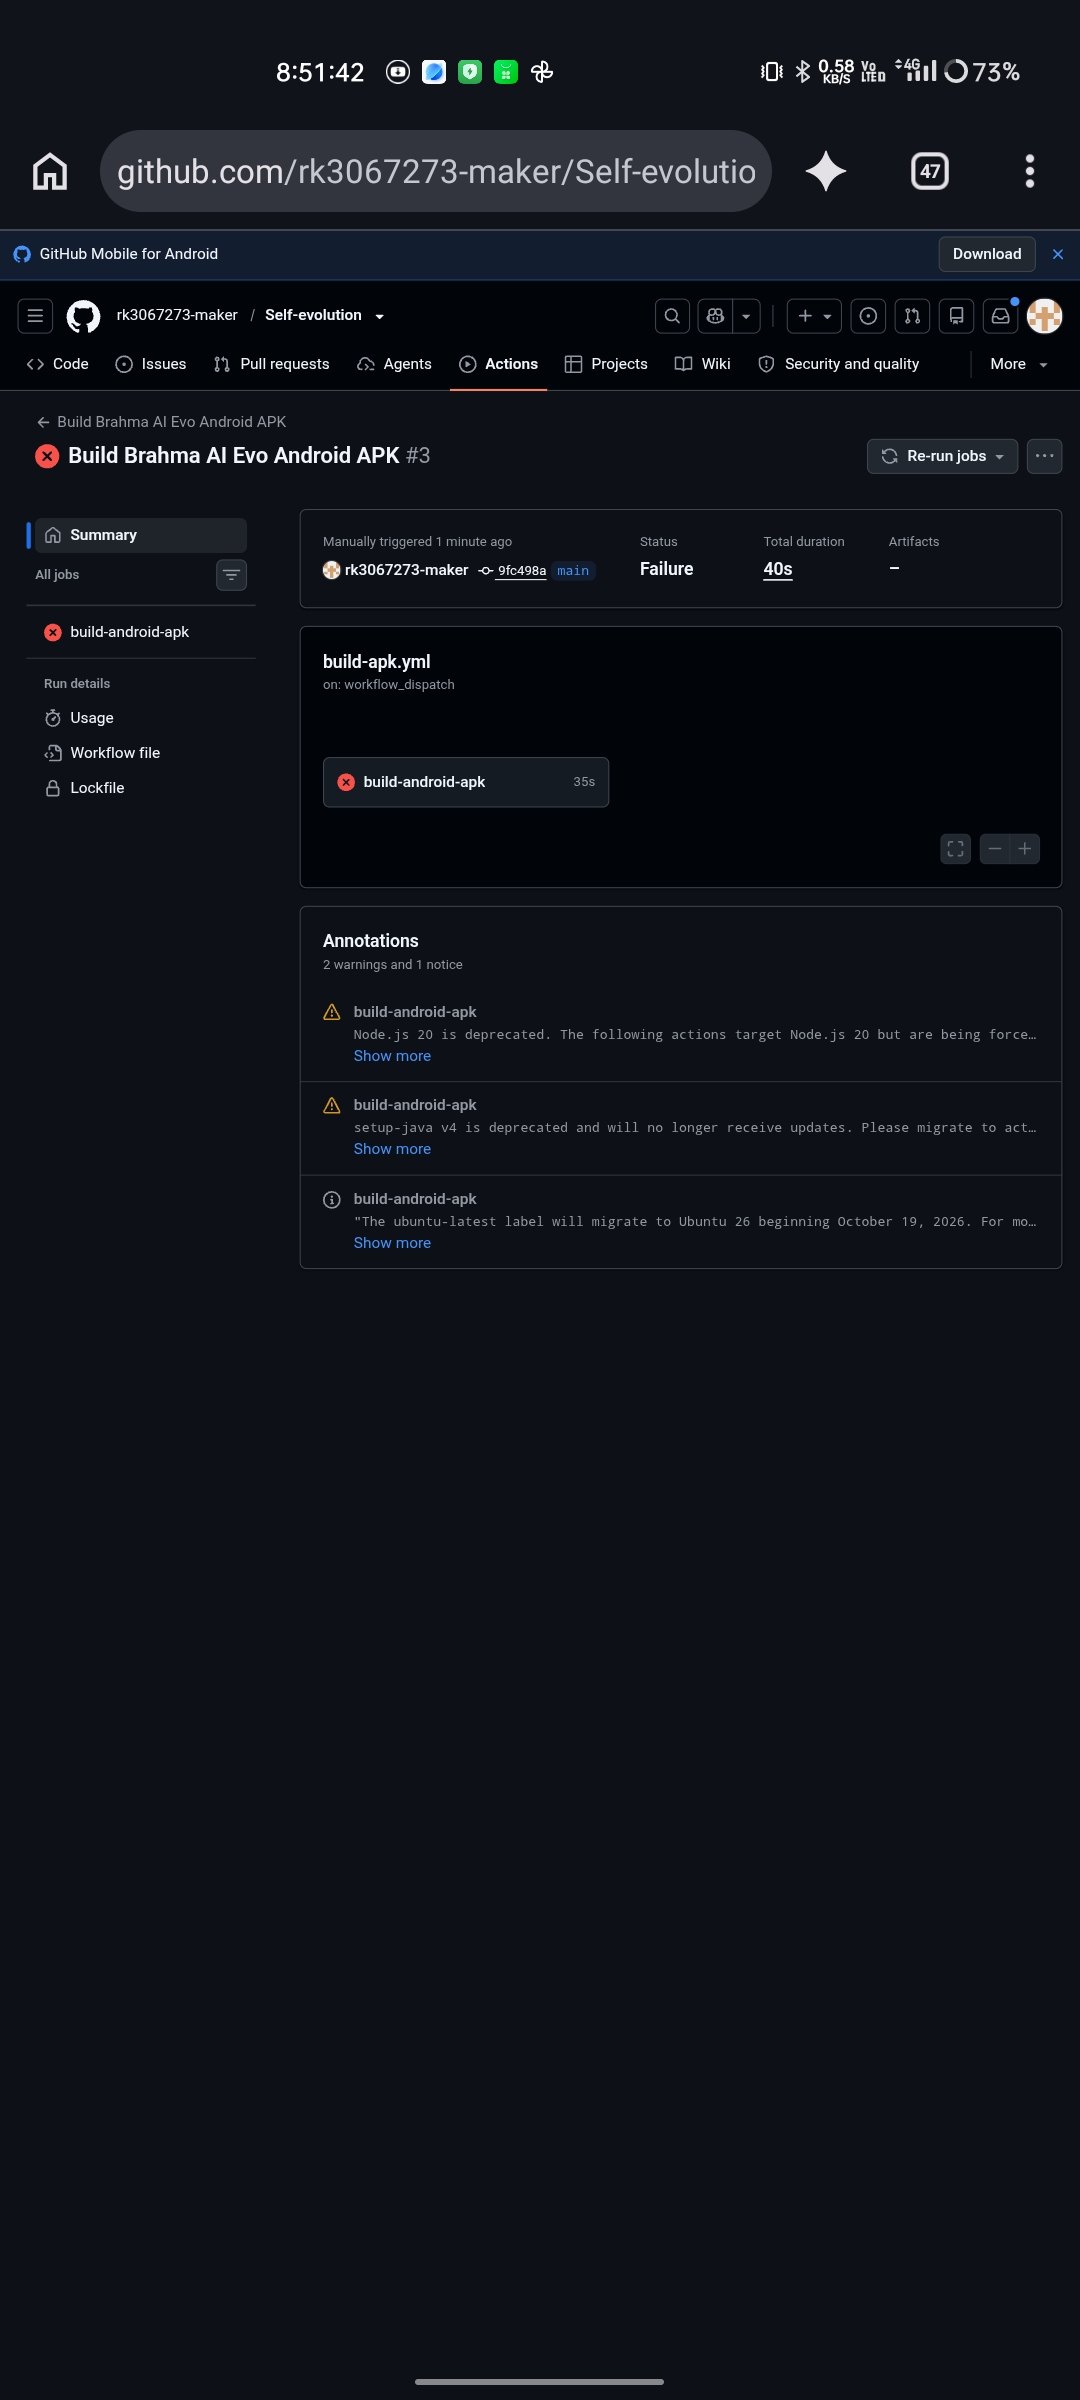 8:51:42
0.58 KB/S
Vo LTED
4G
73%
github.com/rk3067273-maker/Self-evolutio
47
GitHub Mobile for Android
Download
rk3067273-maker / Self-evolution
Code
Issues
Pull requests
Agents
Actions
Projects
Wiki
Security and quality
More
Build Brahma AI Evo Android APK
Build Brahma AI Evo Android APK #3
Re-run jobs
Summary
All jobs
build-android-apk
Run details
Usage
Workflow file
Lockfile
Manually triggered 1 minute ago
rk3067273-maker 9fc498a main
Status
Failure
Total duration
40s
Artifacts
–
build-apk.yml
on: workflow_dispatch
build-android-apk 35s
Annotations
2 warnings and 1 notice
build-android-apk
Node.js 20 is deprecated. The following actions target Node.js 20 but are being force…
Show more
build-android-apk
setup-java v4 is deprecated and will no longer receive updates. Please migrate to act…
Show more
build-android-apk
"The ubuntu-latest label will migrate to Ubuntu 26 beginning October 19, 2026. For mo…
Show more